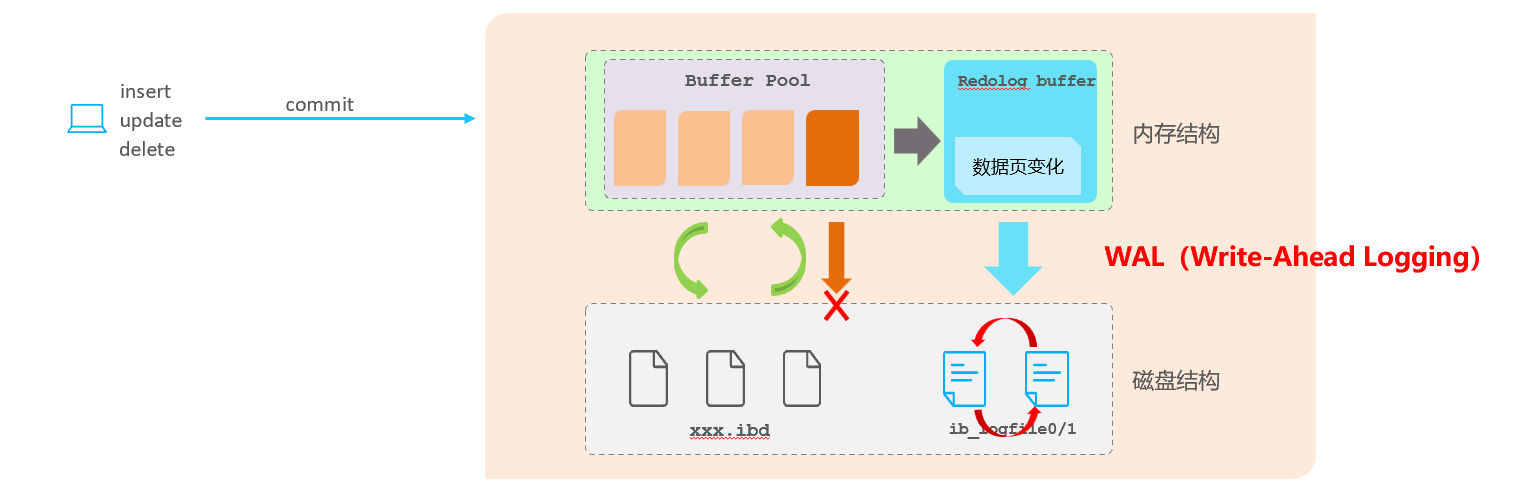 insert
update
delete
commit
Buffer Pool
Redolog buffer
数据页变化
内存结构
WAL（Write-Ahead Logging）
xxx.ibd
ib_logfile0/1
磁盘结构